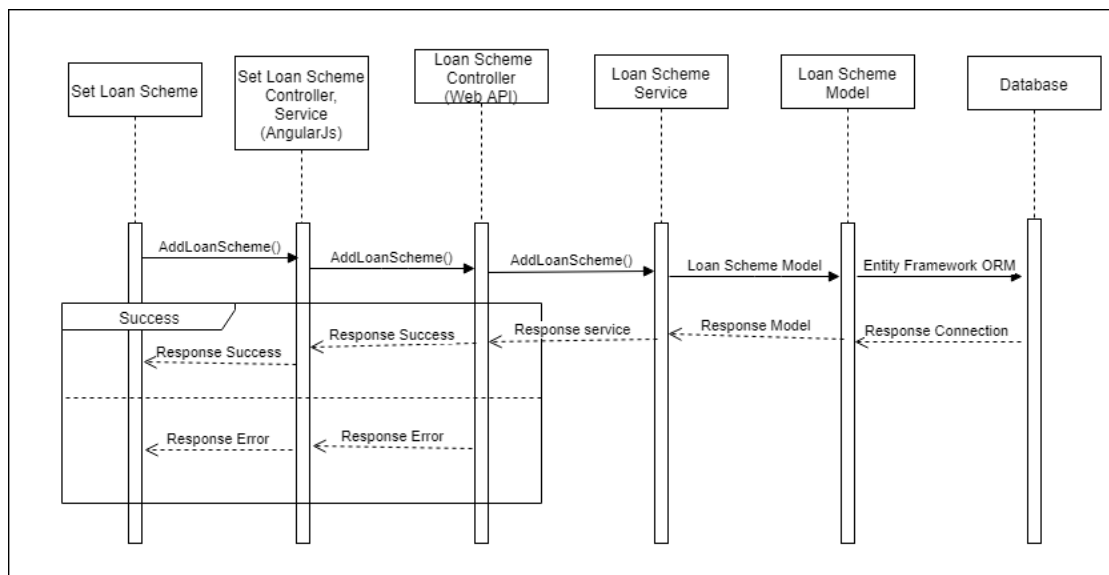 Set Loan Scheme
Set Loan Scheme
Controller,
Service
(AngularJs)
Loan Scheme
Controller
(Web API)
Loan Scheme
Service
Loan Scheme
Model
Database
AddLoanScheme()
AddLoanScheme()
AddLoanScheme()
Loan Scheme Model
Entity Framework ORM
Success
Response Success
Response Success
Response service
Response Model
Response Connection
Response Error
Response Error